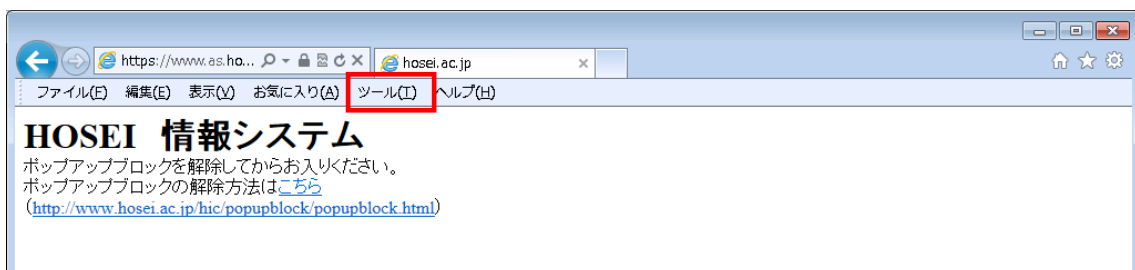 https://www.as.ho... hosei.ac.jp
ファイル(F) 編集(E) 表示(V) お気に入り(A) ツール(T) ヘルプ(H)
HOSEI 情報システム
ポップアップブロックを解除してからお入りください。
ポップアップブロックの解除方法はこちら
(http://www.hosei.ac.jp/hic/popupblock/popupblock.html)